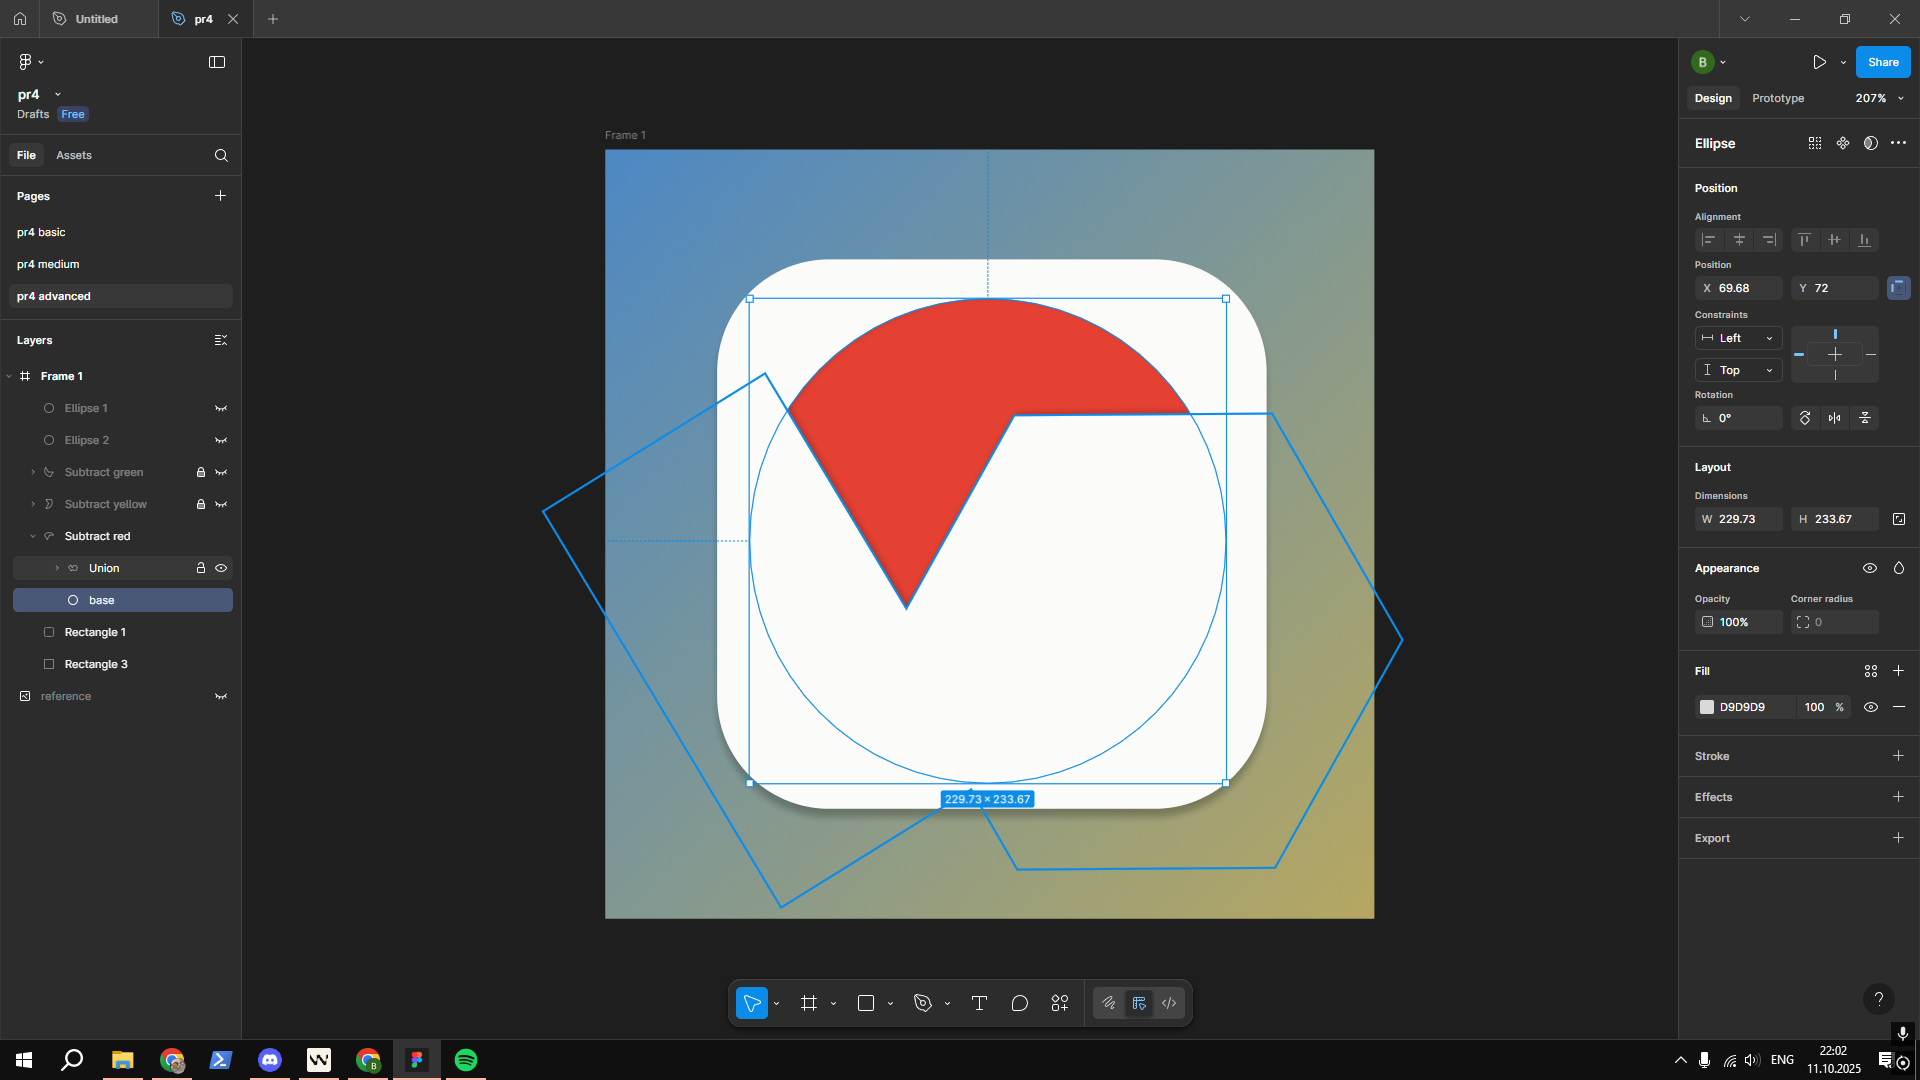 Untitled
pr4
pr4
Drafts
Free
File
Assets
Pages
pr4 basic
pr4 medium
pr4 advanced
Layers
Frame 1
Ellipse 1
Ellipse 2
Subtract green
Subtract yellow
Subtract red
Union
base
Rectangle 1
Rectangle 3
reference
Frame 1
229.73 × 233.67
B
Share
Design
Prototype
207%
Ellipse
Position
Alignment
Position
X 69.68
Y 72
Constraints
Left
Top
Rotation
0°
Layout
Dimensions
W 229.73
H 233.67
Appearance
Opacity
Corner radius
100%
0
Fill
D9D9D9
100 %
Stroke
Effects
Export
?
B
ENG
22:02
11.10.2025